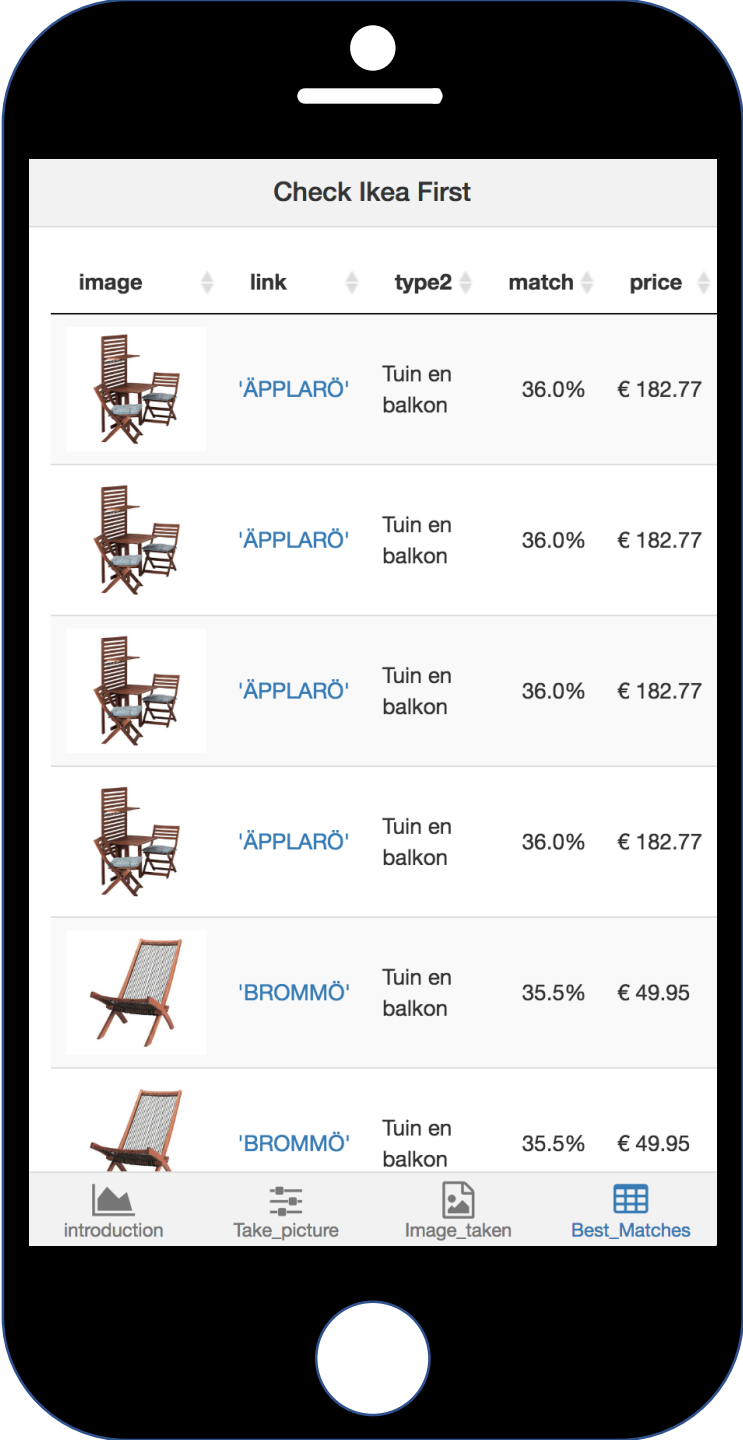 Check Ikea First
image link type2 match price
'ÄPPLARÖ' Tuin en balkon 36.0% € 182.77
'ÄPPLARÖ' Tuin en balkon 36.0% € 182.77
'ÄPPLARÖ' Tuin en balkon 36.0% € 182.77
'ÄPPLARÖ' Tuin en balkon 36.0% € 182.77
'BROMMÖ' Tuin en balkon 35.5% € 49.95
'BROMMÖ' Tuin en balkon 35.5% € 49.95
introduction Take_picture Image_taken Best_Matches